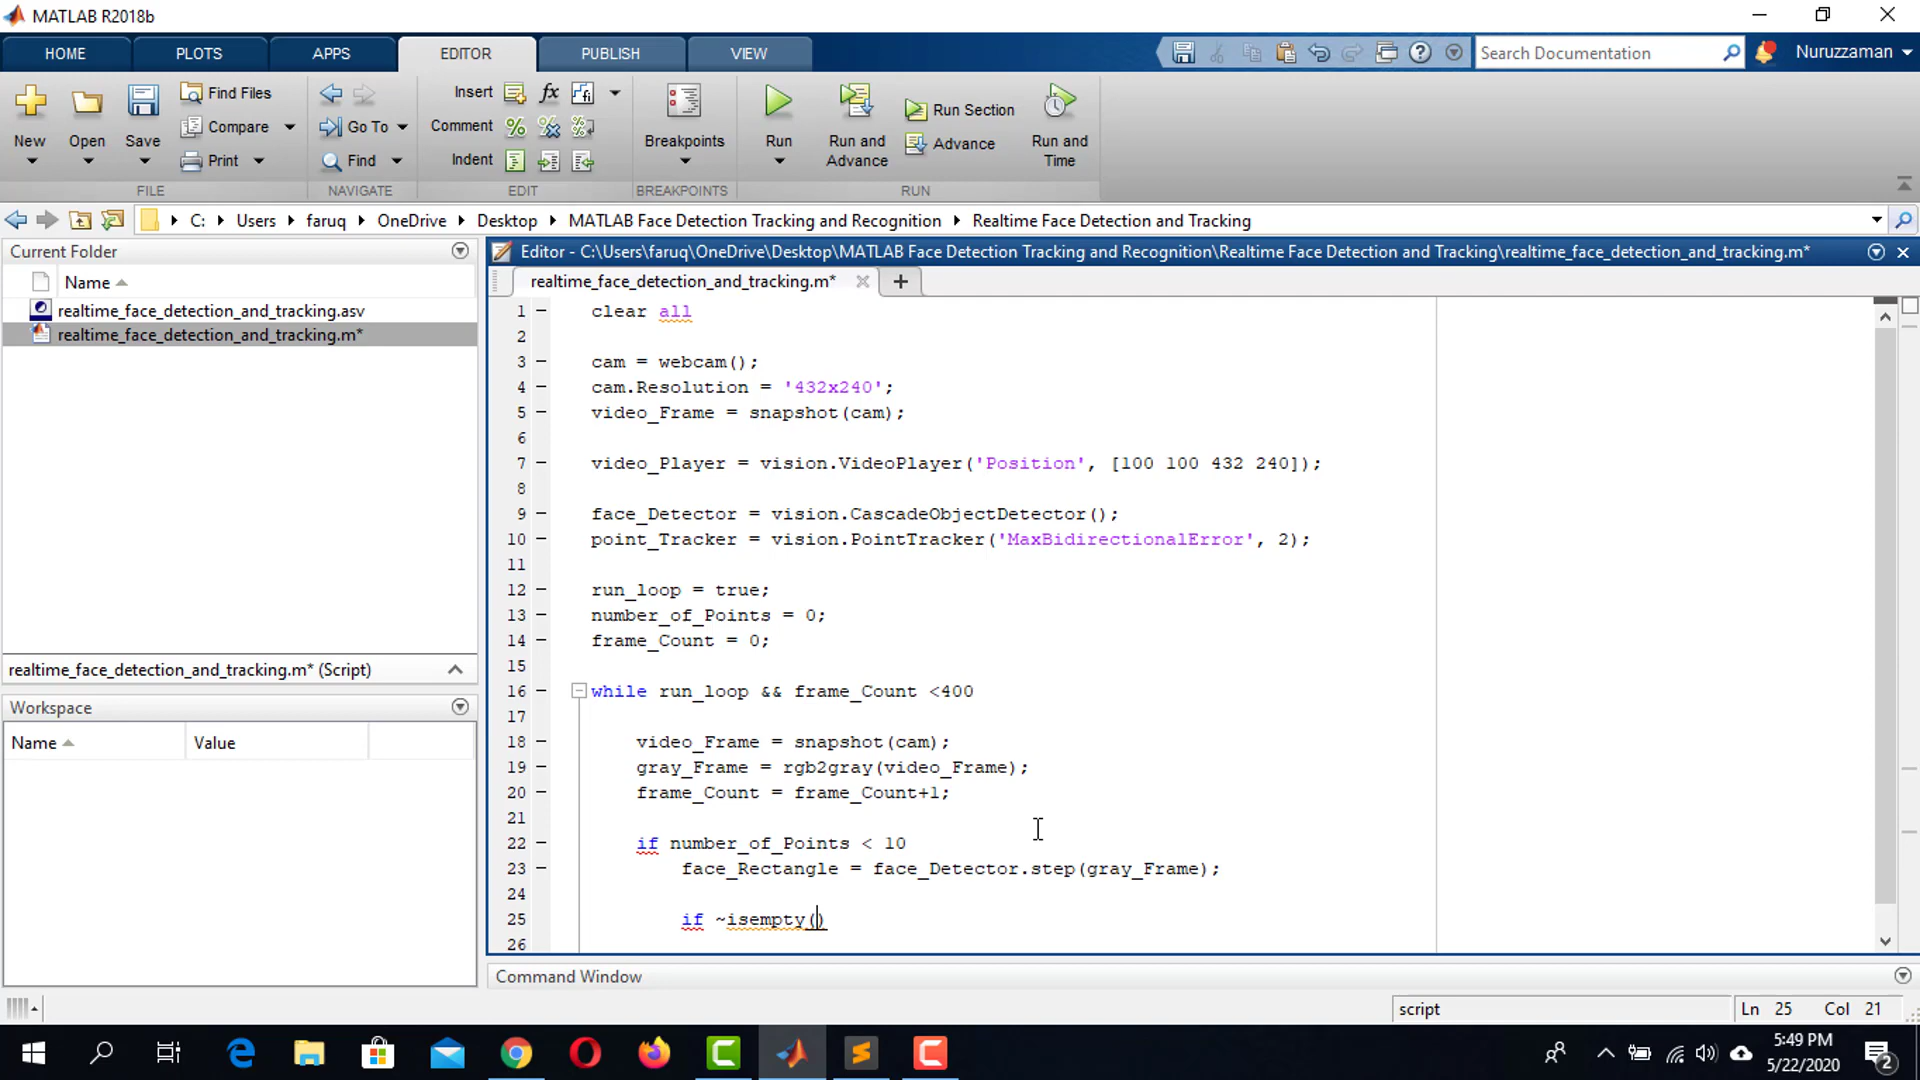 MATLAB R2018b
HOME PLOTS APPS EDITOR PUBLISH VIEW Search Documentation Nuruzzaman
New Open Save Find Files Compare Print Go To Find Insert fx Comment Indent Breakpoints Run Run and Advance Run Section Advance Run and Time
FILE NAVIGATE EDIT BREAKPOINTS RUN
C: Users faruq OneDrive Desktop MATLAB Face Detection Tracking and Recognition Realtime Face Detection and Tracking
Current Folder
Name
realtime_face_detection_and_tracking.asv
realtime_face_detection_and_tracking.m*
realtime_face_detection_and_tracking.m* (Script)
Workspace
Name Value
Editor - C:\Users\faruq\OneDrive\Desktop\MATLAB Face Detection Tracking and Recognition\Realtime Face Detection and Tracking\realtime_face_detection_and_tracking.m*
realtime_face_detection_and_tracking.m*
1 clear all
2
3 cam = webcam();
4 cam.Resolution = '432x240';
5 video_Frame = snapshot(cam);
6
7 video_Player = vision.VideoPlayer('Position', [100 100 432 240]);
8
9 face_Detector = vision.CascadeObjectDetector();
10 point_Tracker = vision.PointTracker('MaxBidirectionalError', 2);
11
12 run_loop = true;
13 number_of_Points = 0;
14 frame_Count = 0;
15
16 while run_loop && frame_Count <400
17
18 video_Frame = snapshot(cam);
19 gray_Frame = rgb2gray(video_Frame);
20 frame_Count = frame_Count+1;
21
22 if number_of_Points < 10
23 face_Rectangle = face_Detector.step(gray_Frame);
24
25 if ~isempty()
26
Command Window
script Ln 25 Col 21
5:49 PM
5/22/2020
2